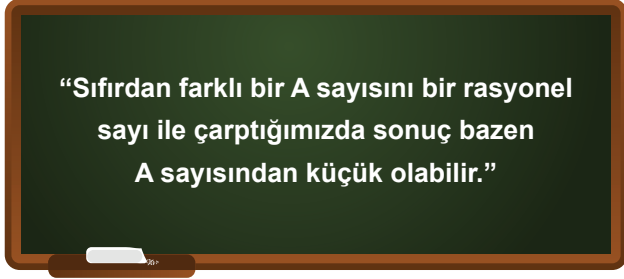 “Sıfırdan farklı bir A sayısını bir rasyonel
sayı ile çarptığımızda sonuç bazen
A sayısından küçük olabilir.”